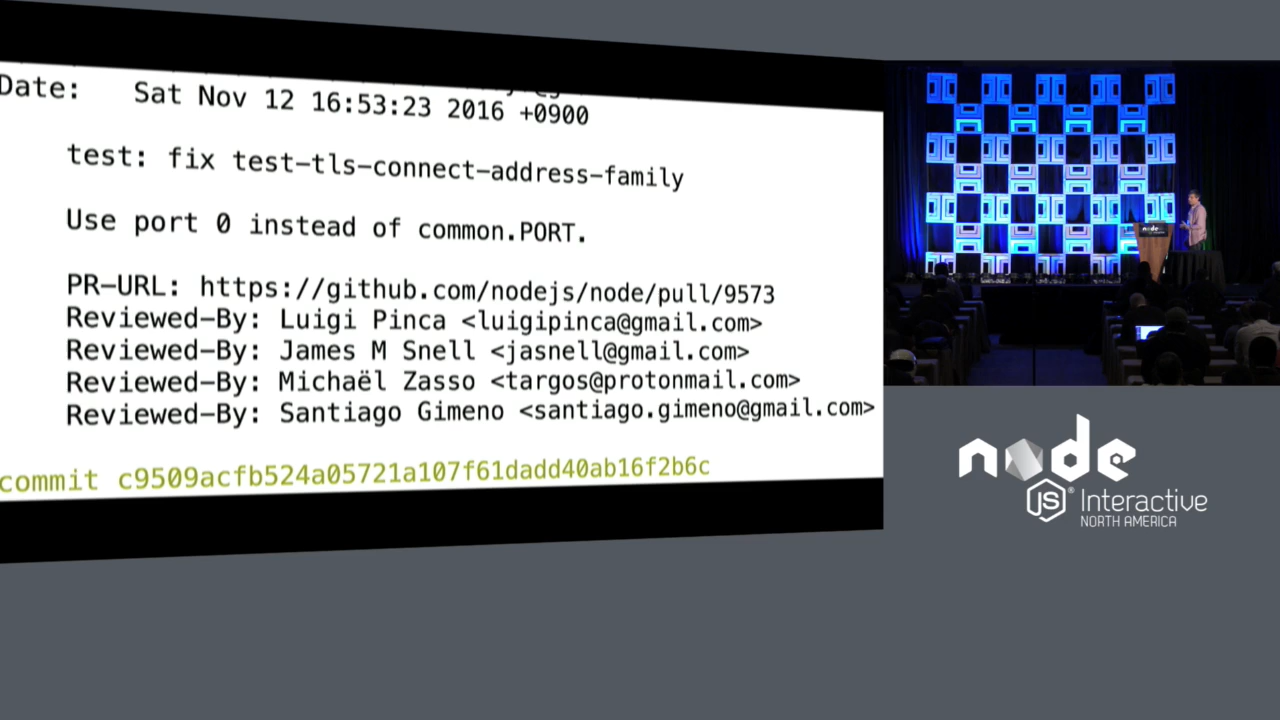 Date: Sat Nov 12 16:53:23 2016 +0900
test: fix test-tls-connect-address-family
Use port 0 instead of common.PORT.
PR-URL: https://github.com/nodejs/node/pull/9573
Reviewed-By: Luigi Pinca <luigipinca@gmail.com>
Reviewed-By: James M Snell <jasnell@gmail.com>
Reviewed-By: Michaël Zasso <targos@protonmail.com>
Reviewed-By: Santiago Gimeno <santiago.gimeno@gmail.com>
commit c9509acfb524a05721a107f61dadd40ab16f2b6c
node
node
JS® Interactive
NORTH AMERICA